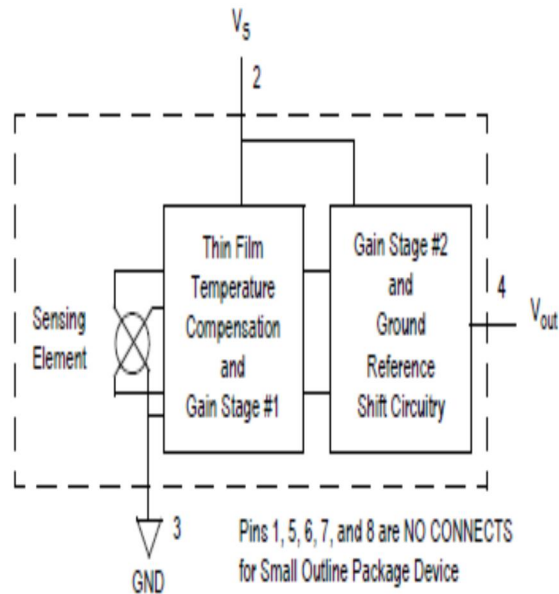 V5
2
Thin Film
Temperature
Compensation
and
Gain Stage #1
Gain Stage #2
and
Ground
Reference
Shift Circuitry
Sensing
Element
4
Vout
3
GND
Pins 1, 5, 6, 7, and 8 are NO CONNECTS
for Small Outline Package Device